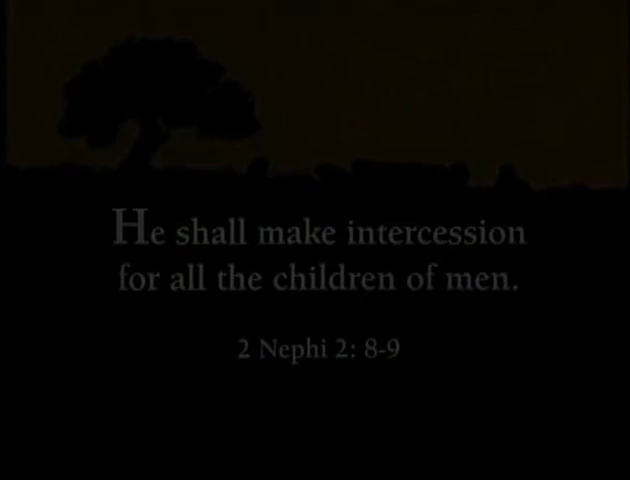 He shall make intercession
for all the children of men.
2 Nephi 2: 8-9